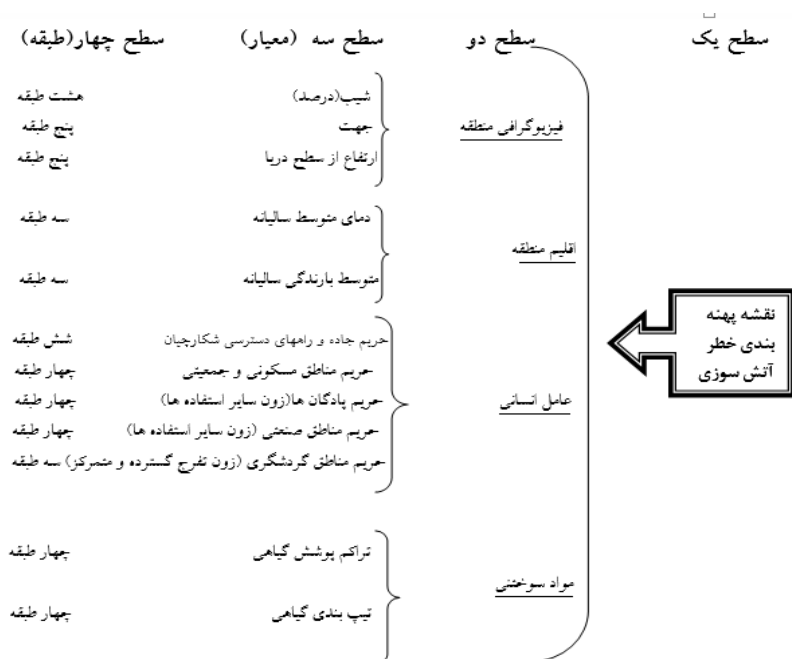 سطح یک سطح دو سطح سه (معیار) سطح چهار(طبقه)
شیب(درصد) هشت طبقه
فیزیوگرافی منطقه جهت پنج طبقه
ارتفاع از سطح دریا پنج طبقه
دمای متوسط سالیانه سه طبقه
اقلیم منطقه
متوسط بارندگی سالیانه سه طبقه
نقشه پهنه
بندی خطر
آتش سوزی
حریم جاده و راههای دسترسی شکارچیان شش طبقه
حریم مناطق مسکونی و جمعیتی چهار طبقه
عامل انسانی حریم پادگان ها(زون سایر استفاده ها) چهار طبقه
حریم مناطق صنعتی (زون سایر استفاده ها) چهار طبقه
حریم مناطق گردشگری (زون تفرج گسترده و متمرکز) سه طبقه
تراکم پوشش گیاهی چهار طبقه
مواد سوختنی
تیپ بندی گیاهی چهار طبقه